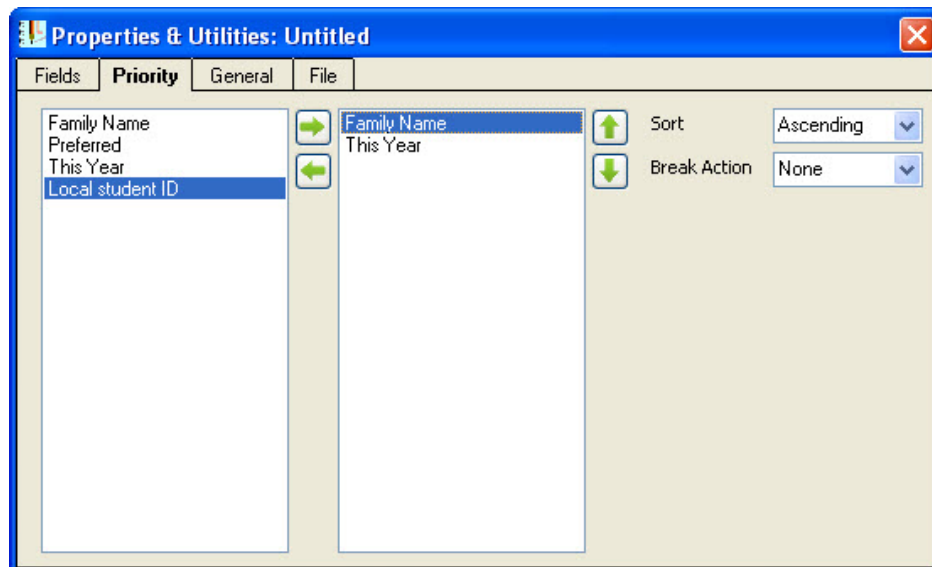 Properties & Utilities: Untitled
Fields Priority General File
Family Name
Preferred
This Year
Local student ID
Family Name
This Year
Sort Ascending
Break Action None